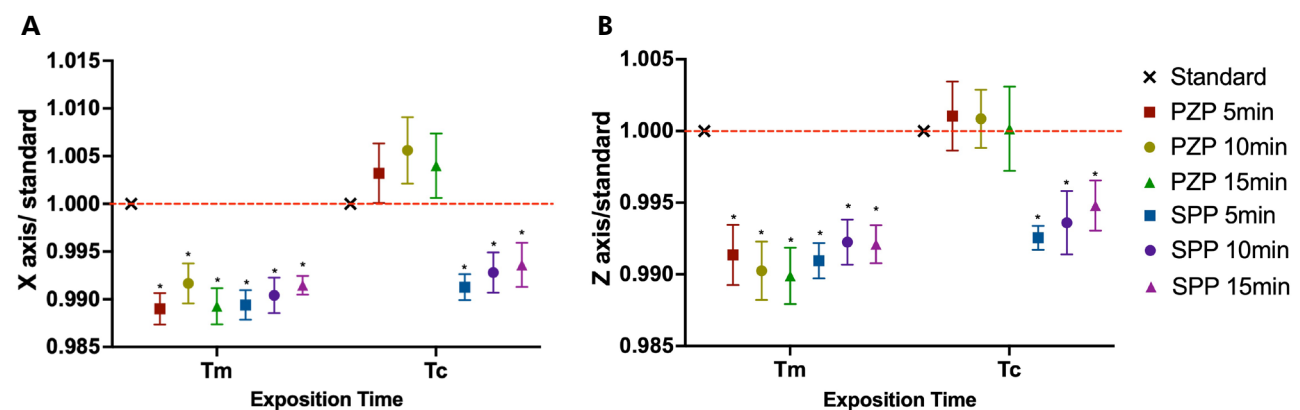 A
X axis/ standard
1.015
1.010
1.005
1.000
0.995
0.990
0.985
* * * * * *
* * *
Tm Tc
Exposition Time
B
Z axis/standard
1.005
1.000
0.995
0.990
0.985
* * * * * *
* * *
Tm Tc
Exposition Time
Standard
PZP 5min
PZP 10min
PZP 15min
SPP 5min
SPP 10min
SPP 15min